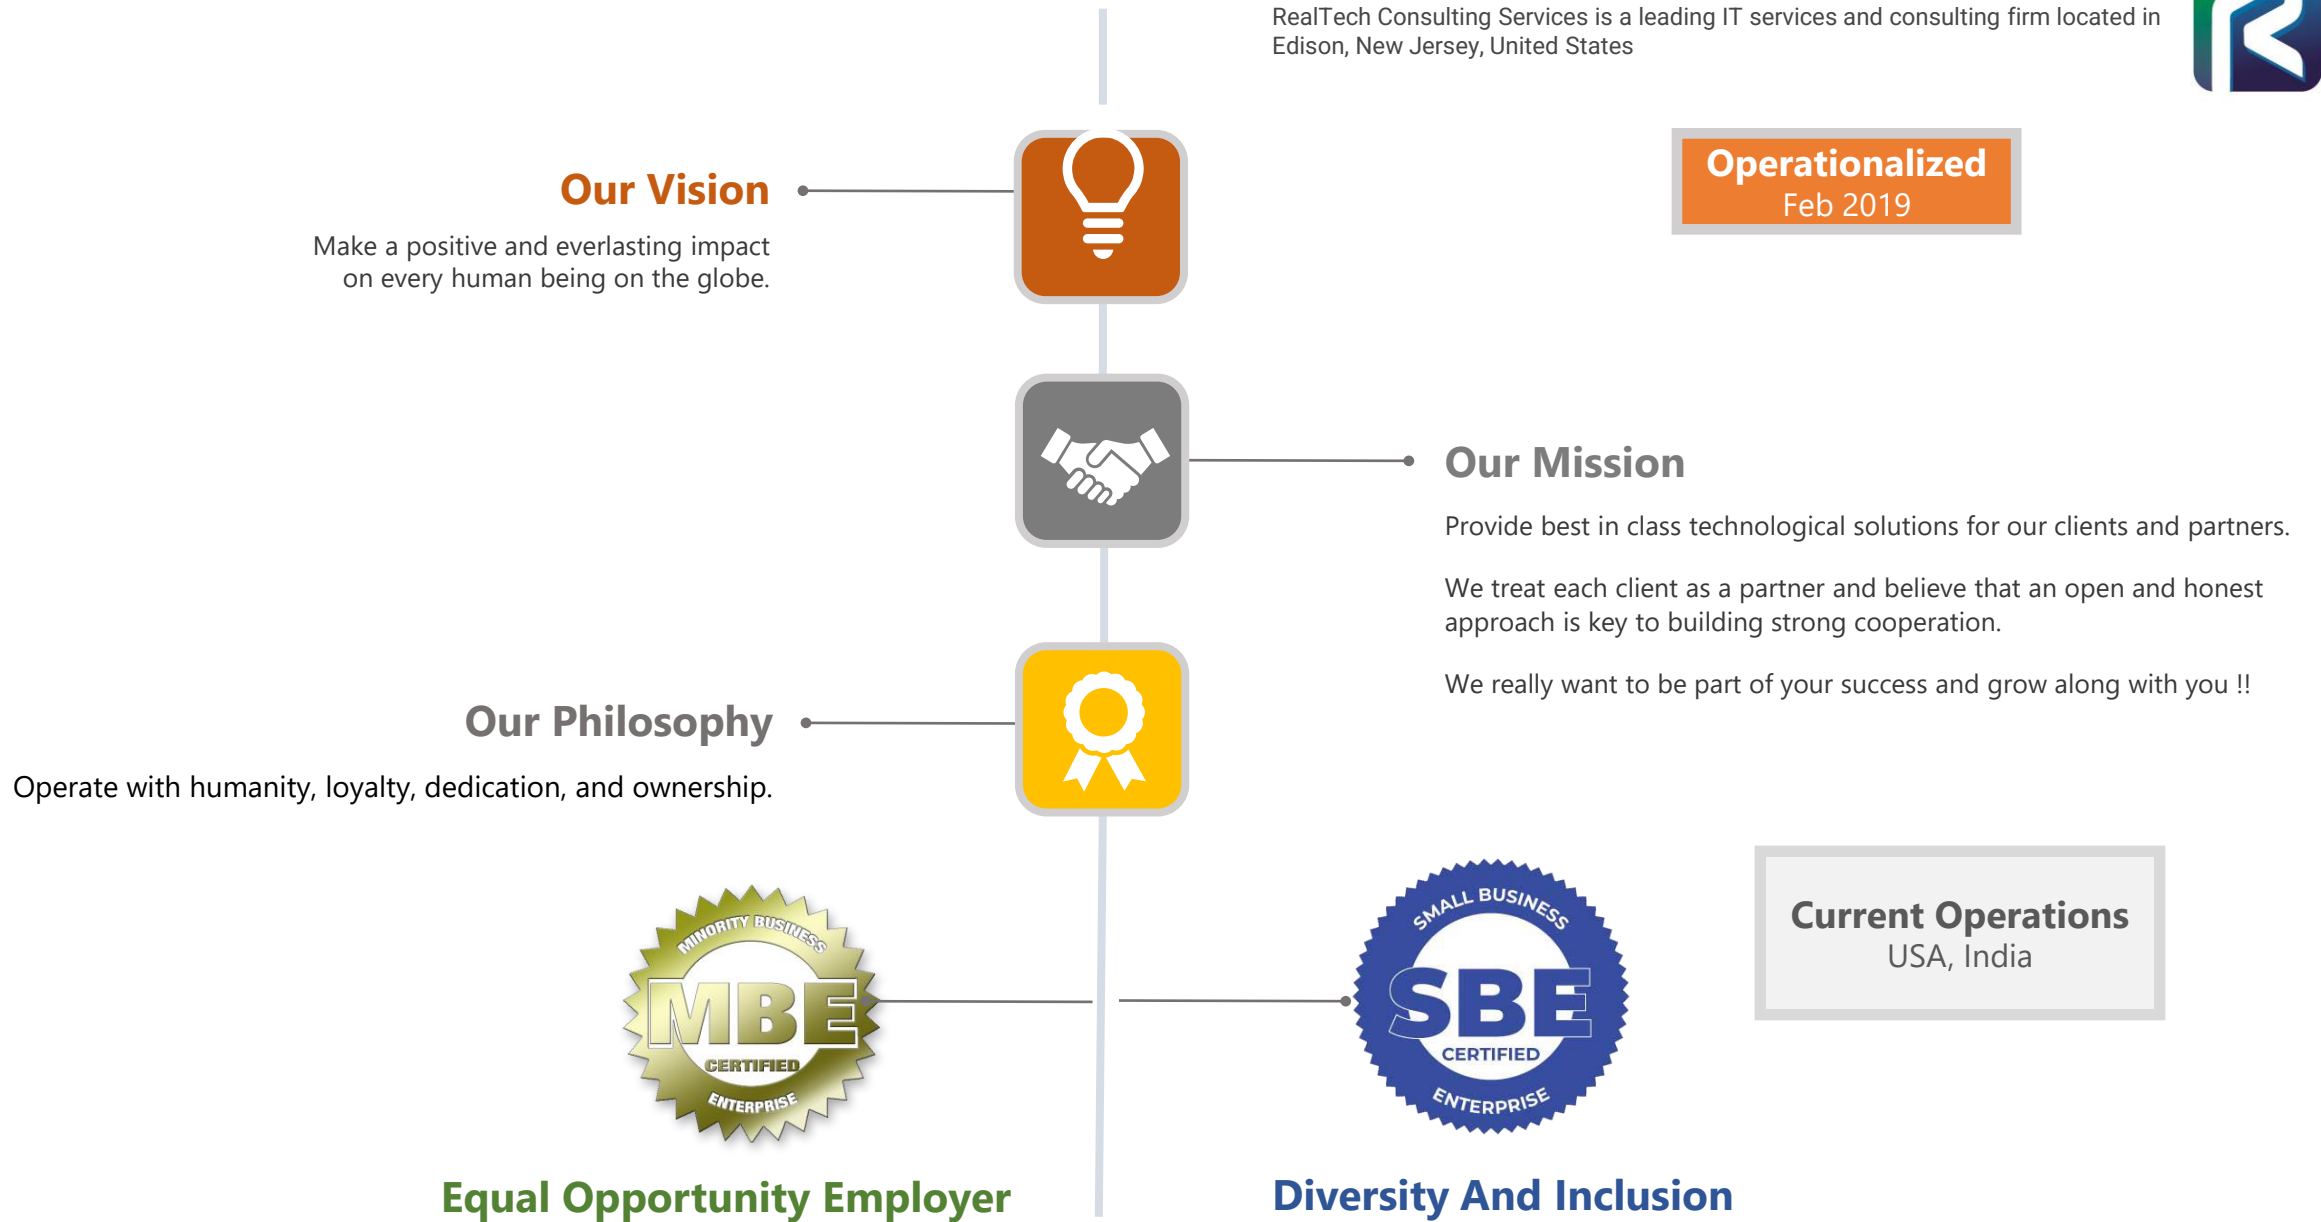 RealTech Consulting Services is a leading IT services and consulting firm located in
Edison, New Jersey, United States
Operationalized
Feb 2019
Our Vision
Make a positive and everlasting impact
on every human being on the globe.
Our Mission
Provide best in class technological solutions for our clients and partners.
We treat each client as a partner and believe that an open and honest
approach is key to building strong cooperation.
We really want to be part of your success and grow along with you !!
Our Philosophy
Operate with humanity, loyalty, dedication, and ownership.
MINORITY BUSINESS
MBE
CERTIFIED
ENTERPRISE
SMALL BUSINESS
SBE
CERTIFIED
ENTERPRISE
Current Operations
USA, India
Equal Opportunity Employer
Diversity And Inclusion